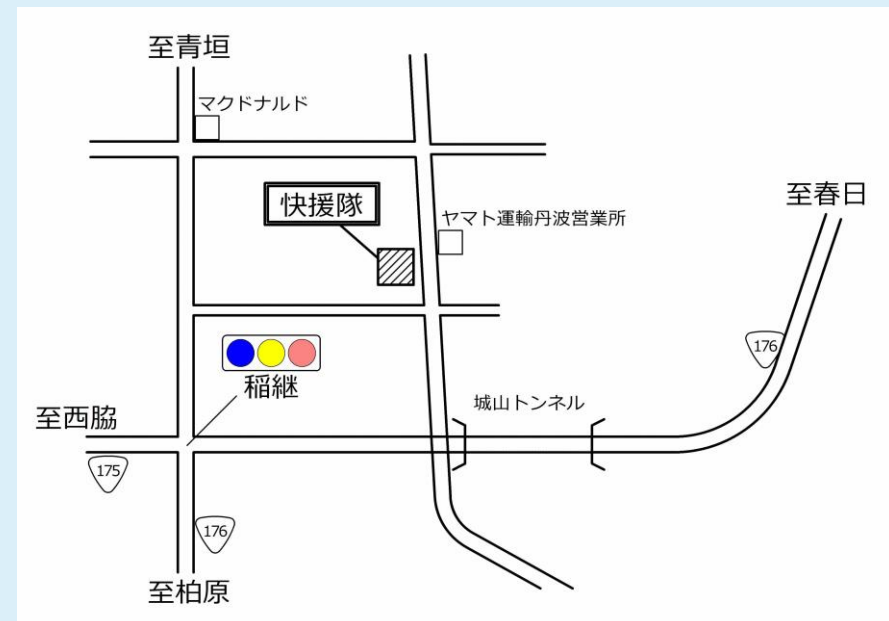 至青垣
マクドナルド
至春日
快援隊
ヤマト運輸丹波営業所
176
稲継
城山トンネル
至西脇
175
176
至柏原